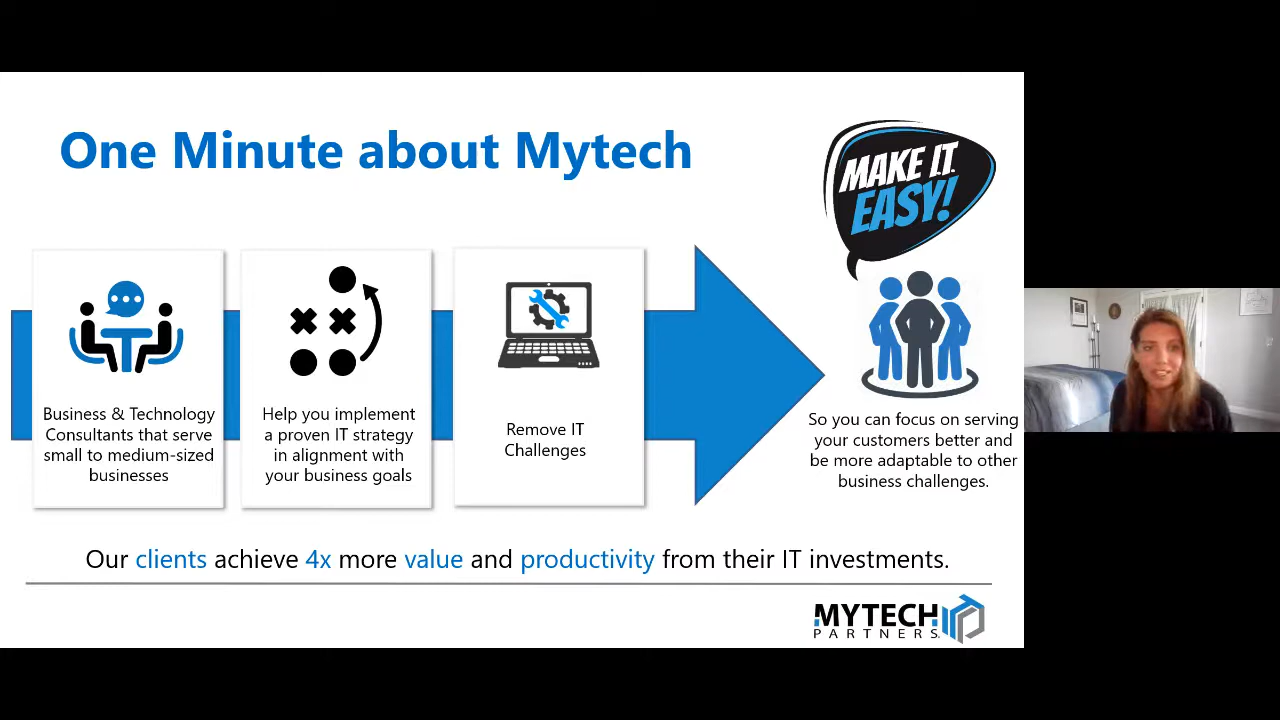 One Minute about Mytech
MAKE I.T.
EASY!
Business & Technology
Consultants that serve
small to medium-sized
businesses
Help you implement
a proven IT strategy
in alignment with
your business goals
Remove IT
Challenges
So you can focus on serving
your customers better and
be more adaptable to other
business challenges.
Our clients achieve 4x more value and productivity from their IT investments.
MYTECH
PARTNERS